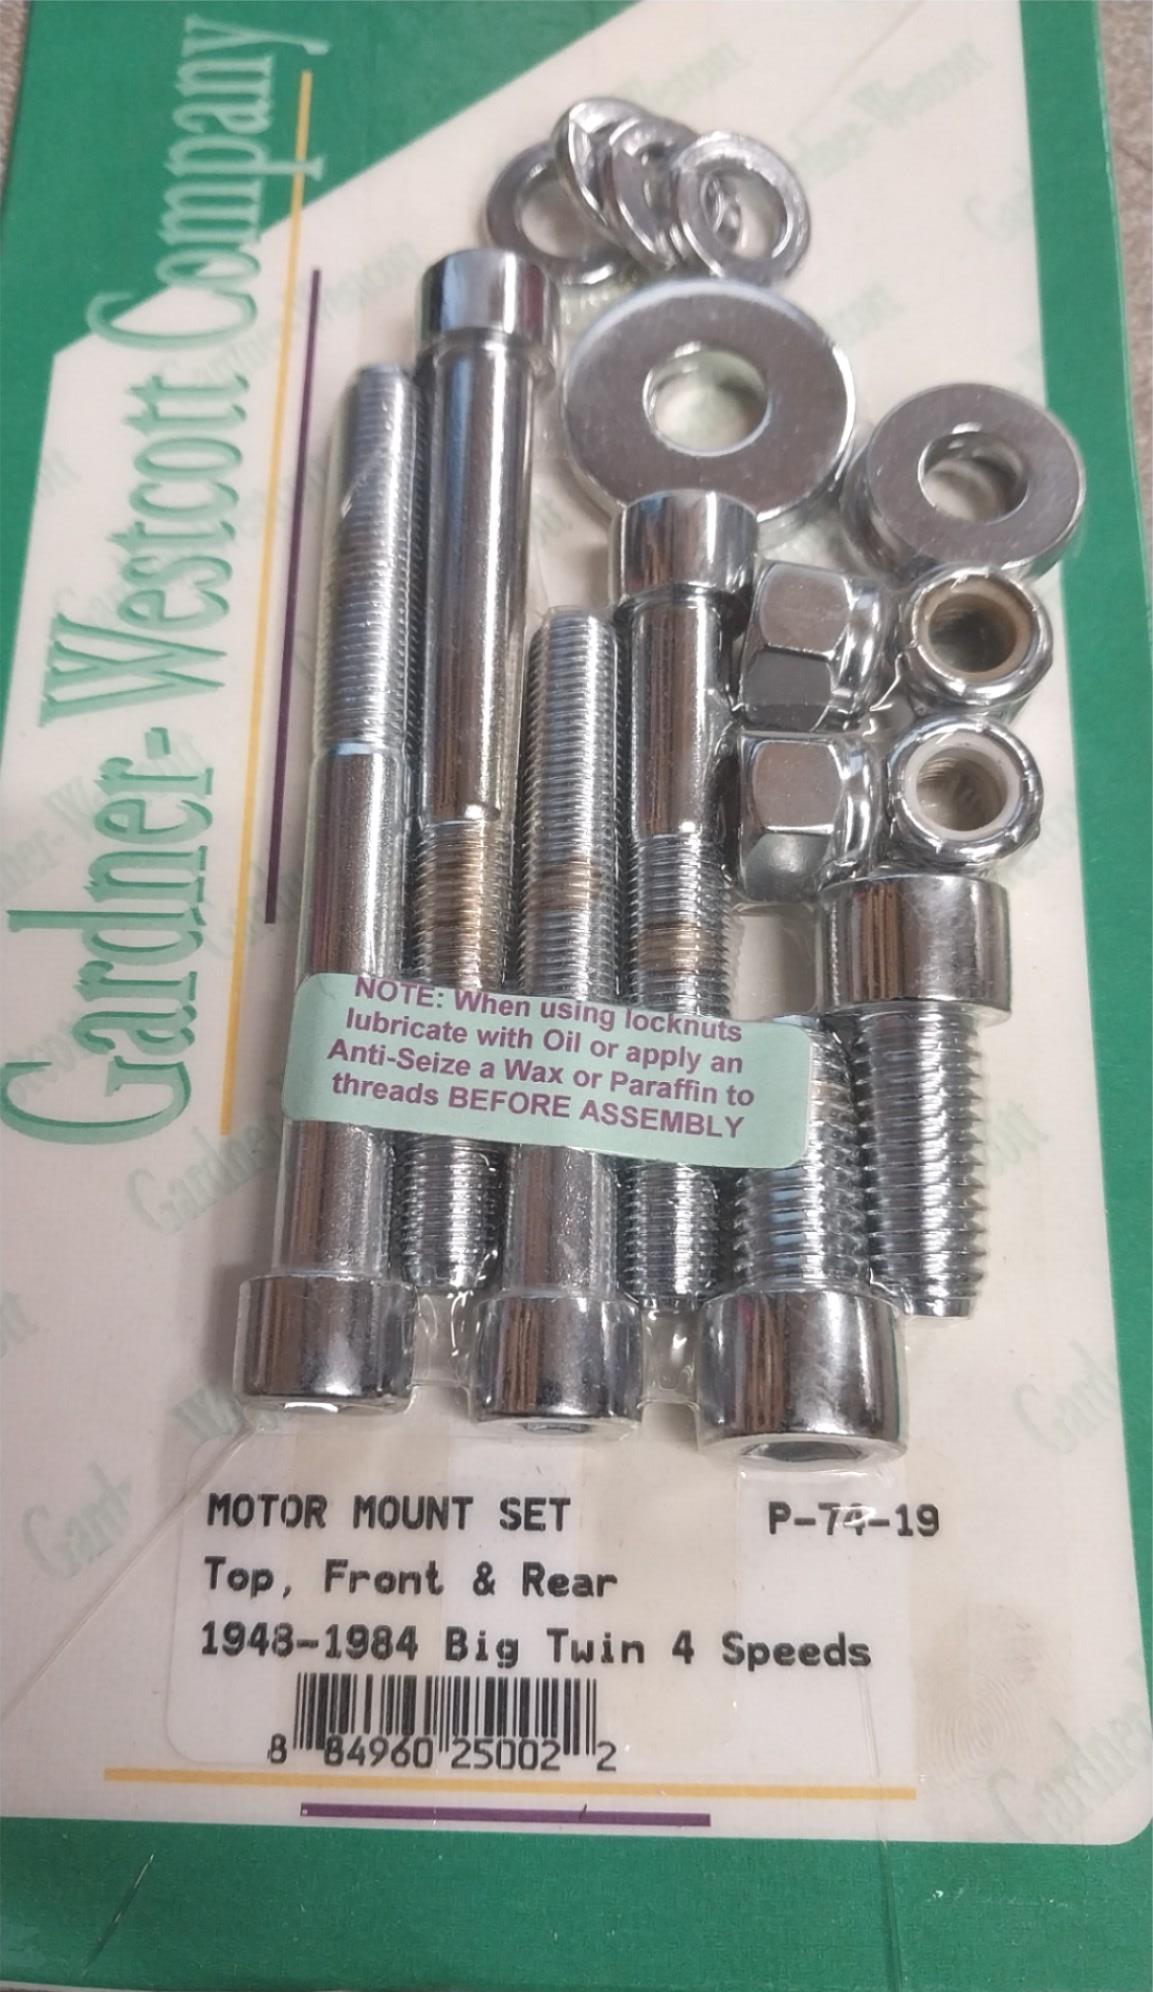 Gardner-Westcott Company
NOTE: When using locknuts
lubricate with Oil or apply an
Anti-Seize a Wax or Paraffin to
threads BEFORE ASSEMBLY
MOTOR MOUNT SET P-74-19
Top, Front & Rear
1948-1984 Big Twin 4 Speeds
8 84960 25002 2